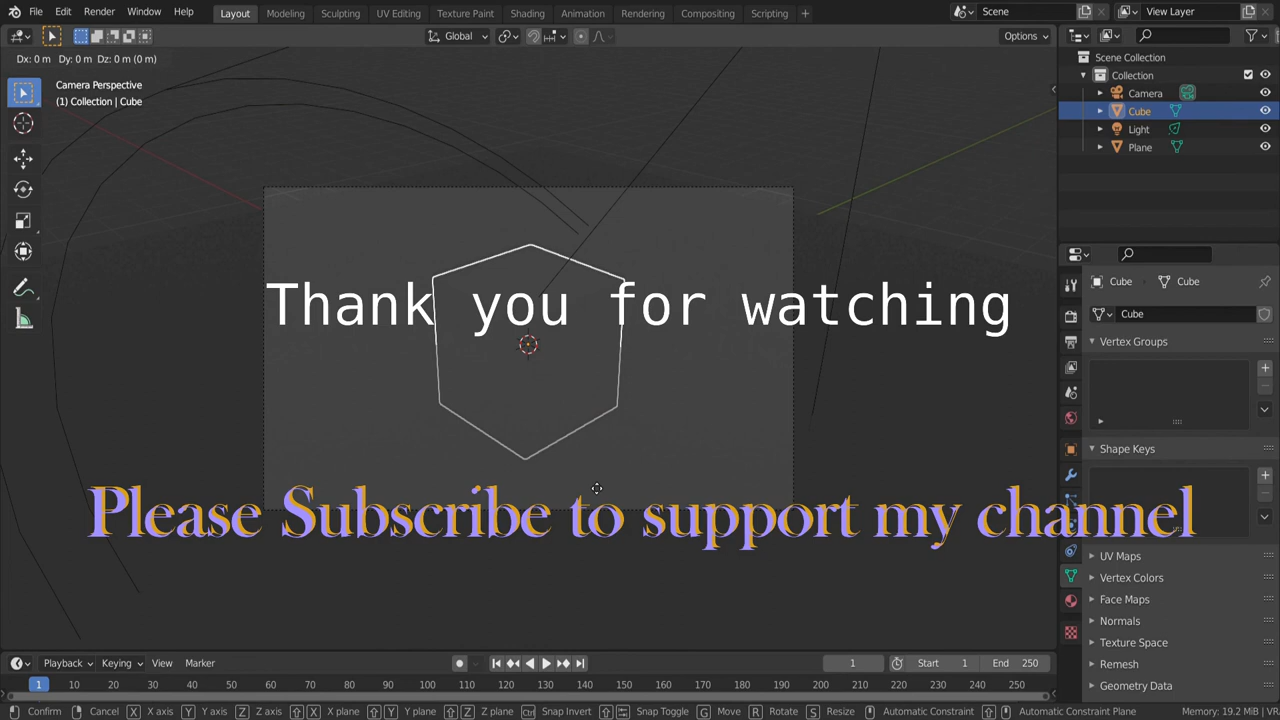 File Edit Render Window Help Layout Modeling Sculpting UV Editing Texture Paint Shading Animation Rendering Compositing Scripting + Scene View Layer
Global Options
Dx: 0 m Dy: 0 m Dz: 0 m (0 m)
Camera Perspective
(1) Collection | Cube
Scene Collection
Collection
Camera
Cube
Light
Plane
Cube Cube
Cube
Vertex Groups
Shape Keys
UV Maps
Vertex Colors
Face Maps
Normals
Texture Space
Remesh
Geometry Data
Thank you for watching
Please Subscribe to support my channel
Playback Keying View Marker 1 Start 1 End 250
1 10 20 30 40 50 60 70 80 90 100 110 120 130 140 150 160 170 180 190 200 210 220 230 240 250
Confirm Cancel X X axis Y Y axis Z Z axis X X plane Y Y plane Z Z plane Ctrl Snap Invert Snap Toggle G Move R Rotate S Resize Automatic Constraint Automatic Constraint Plane Memory: 19.2 MiB | VR